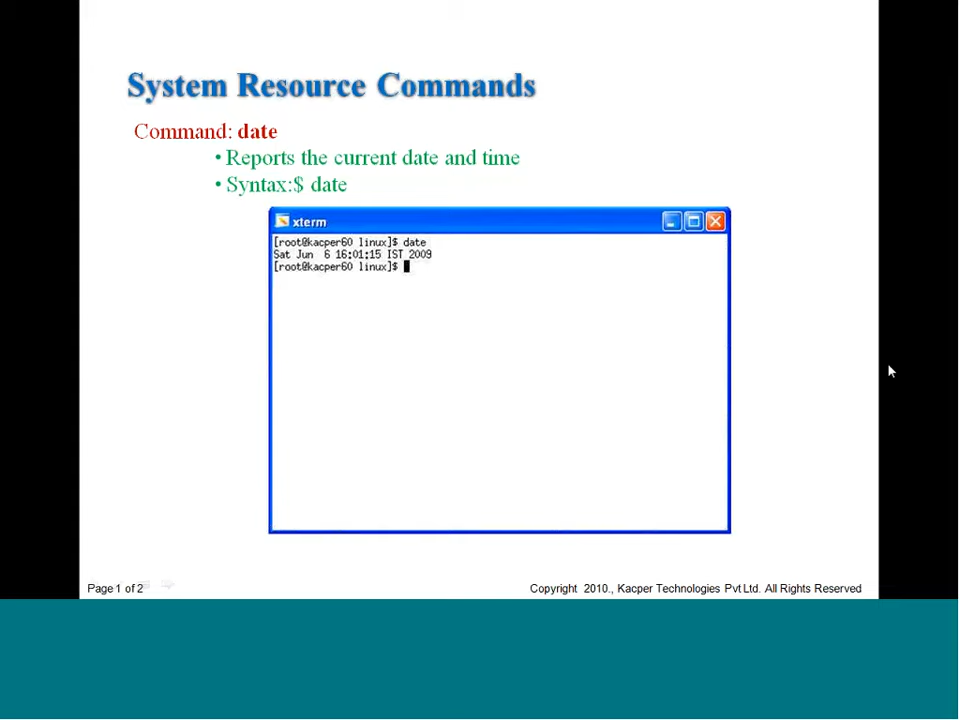 System Resource Commands
Command: date
• Reports the current date and time
• Syntax:$ date
xterm
[root@kacper60 linux]$ date
Sat Jun  6 16:01:15 IST 2009
[root@kacper60 linux]$
Page 1 of 2
Copyright  2010., Kacper Technologies Pvt Ltd. All Rights Reserved